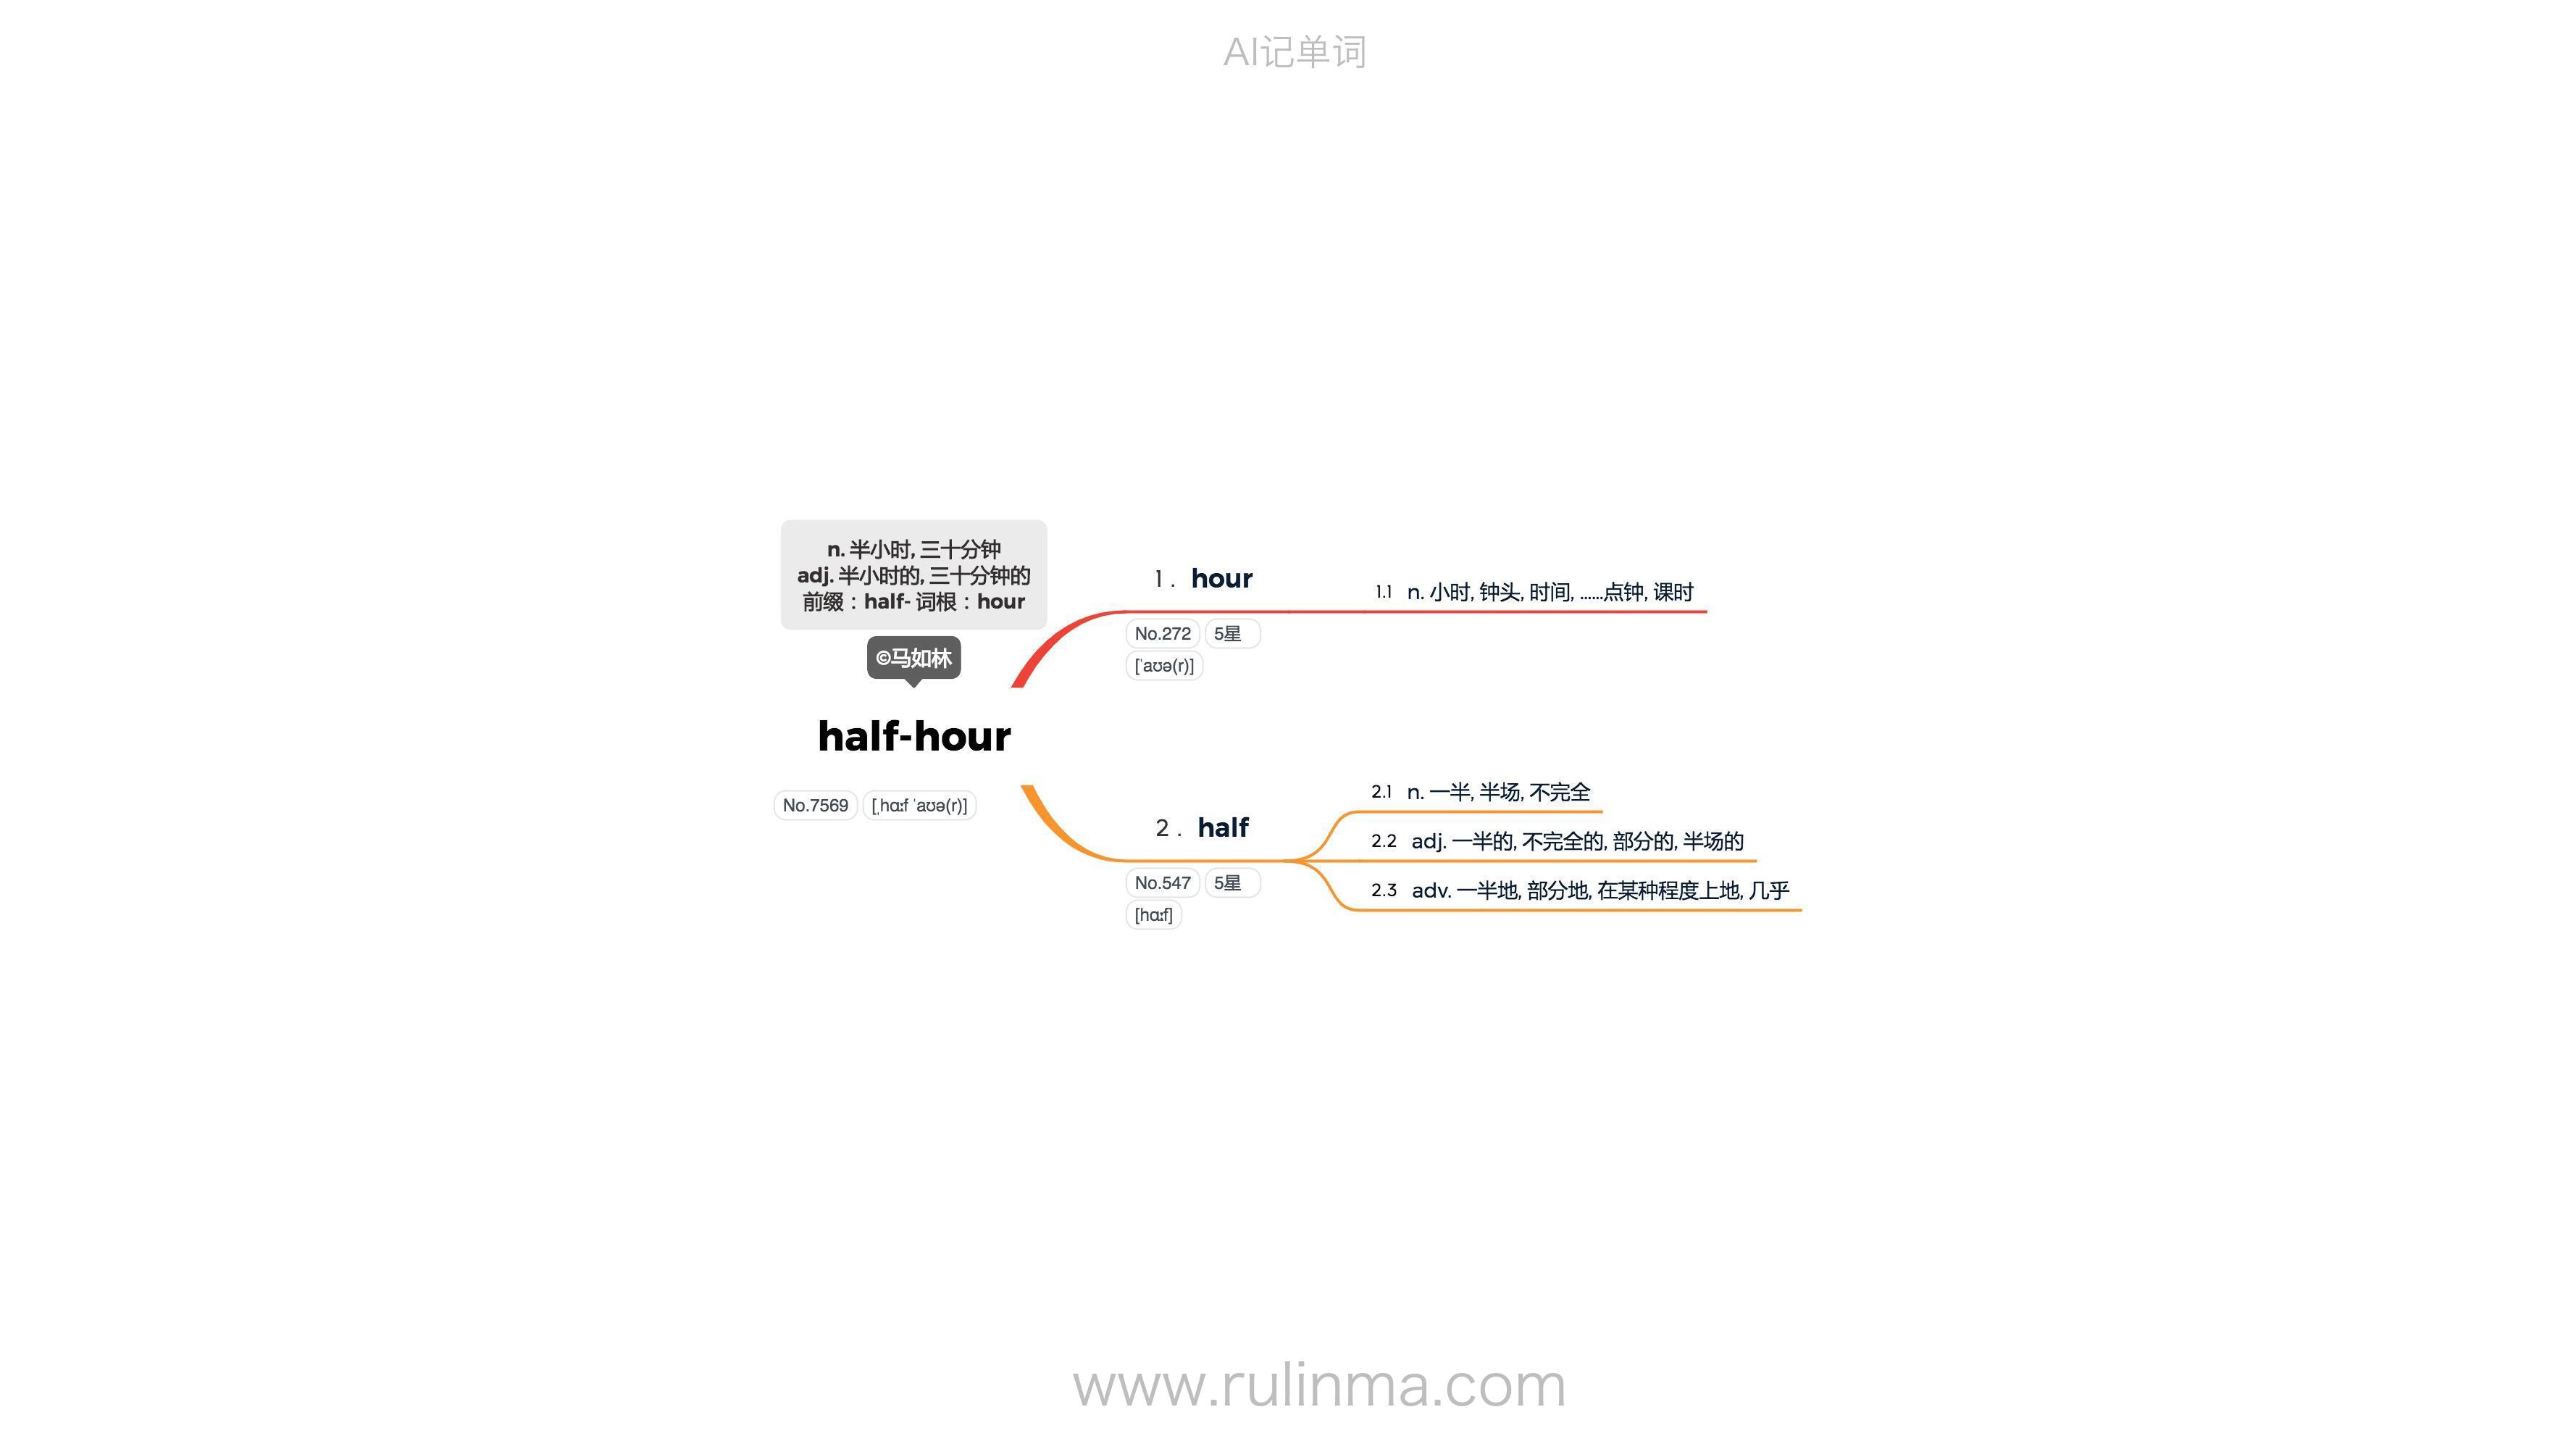 AI记单词
n. 半小时, 三十分钟
adj. 半小时的, 三十分钟的
前缀：half- 词根：hour
©马如林
half-hour
No.7569 [ˌhɑːf ˈaʊə(r)]
1 . hour
No.272 5星
[ˈaʊə(r)]
1.1 n. 小时, 钟头, 时间, ......点钟, 课时
2 . half
No.547 5星
[hɑːf]
2.1 n. 一半, 半场, 不完全
2.2 adj. 一半的, 不完全的, 部分的, 半场的
2.3 adv. 一半地, 部分地, 在某种程度上地, 几乎
www.rulinma.com